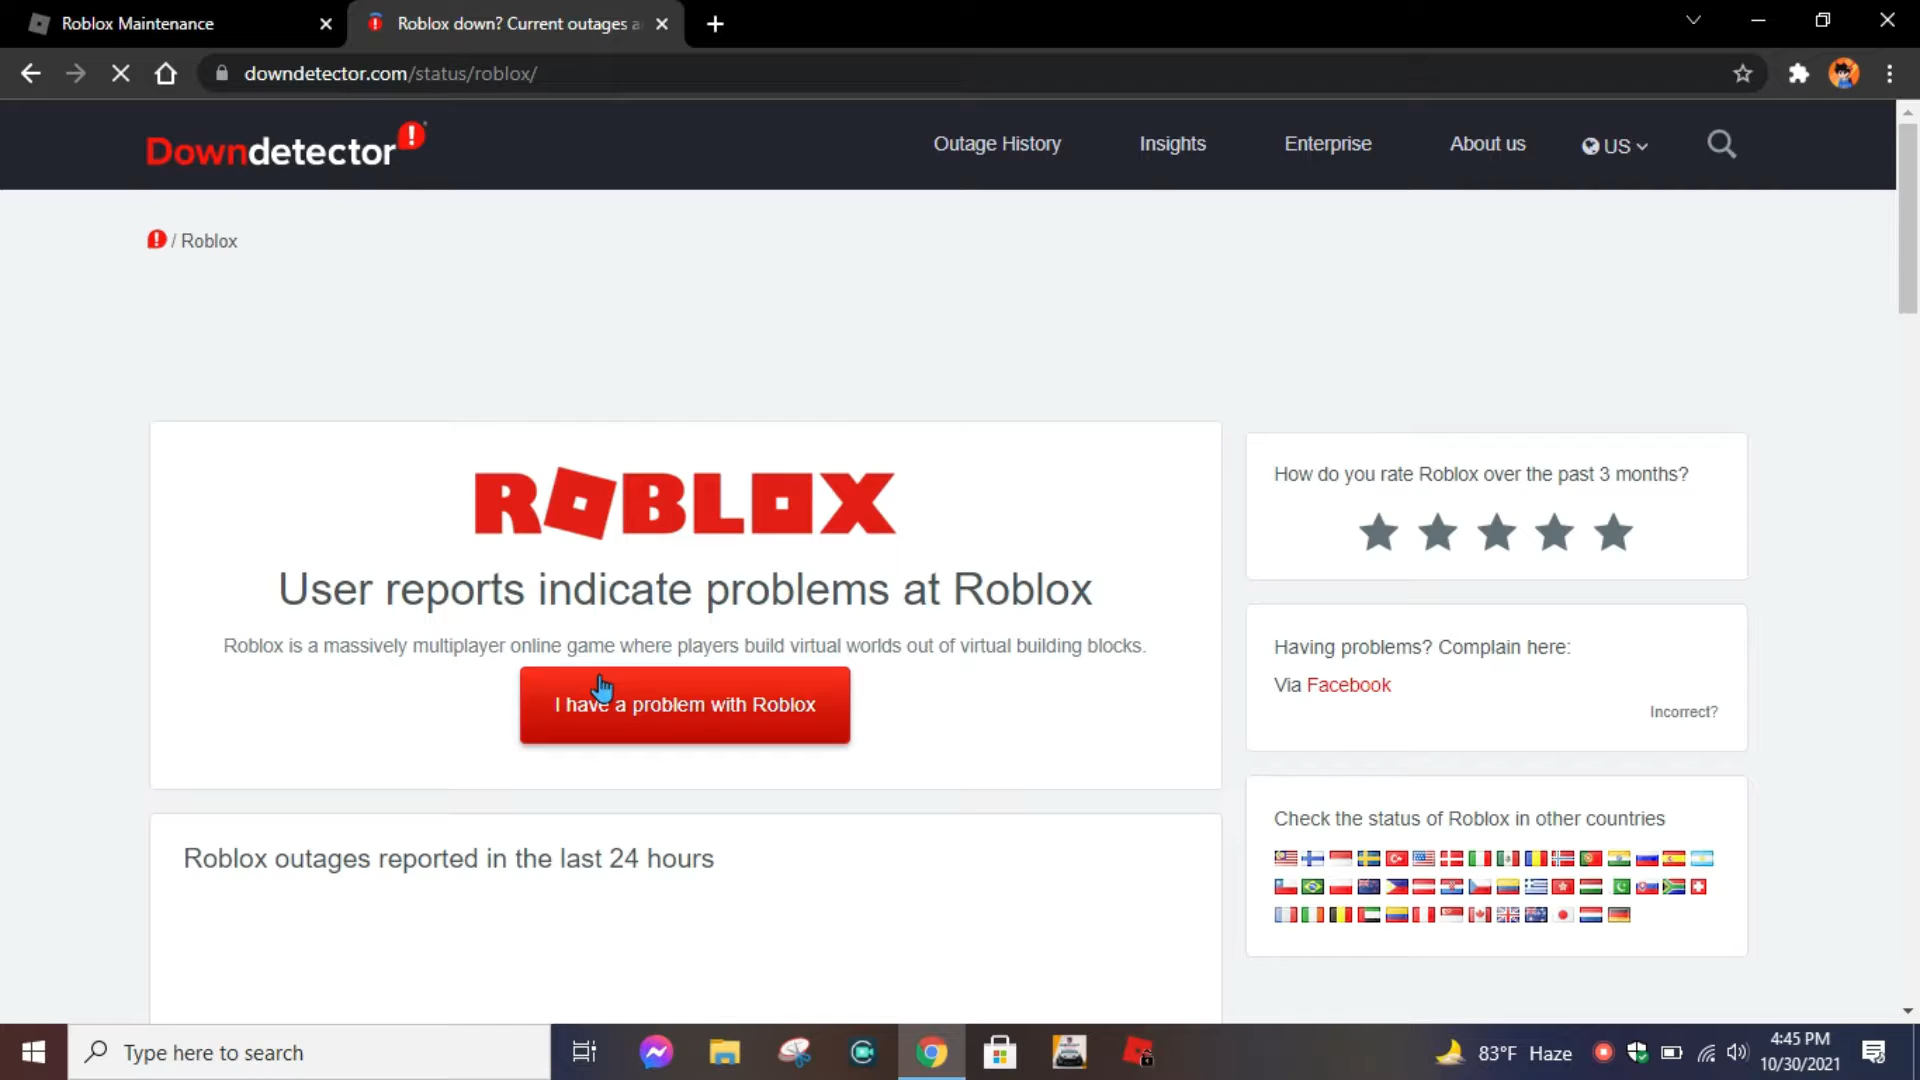 Roblox Maintenance
Roblox down? Current outages a
downdetector.com/status/roblox/
Downdetector
Outage History
Insights
Enterprise
About us
US
/ Roblox
ROBLOX
User reports indicate problems at Roblox
Roblox is a massively multiplayer online game where players build virtual worlds out of virtual building blocks.
I have a problem with Roblox
Roblox outages reported in the last 24 hours
How do you rate Roblox over the past 3 months?
Having problems? Complain here:
Via Facebook
Incorrect?
Check the status of Roblox in other countries
Type here to search
83°F Haze
4:45 PM
10/30/2021